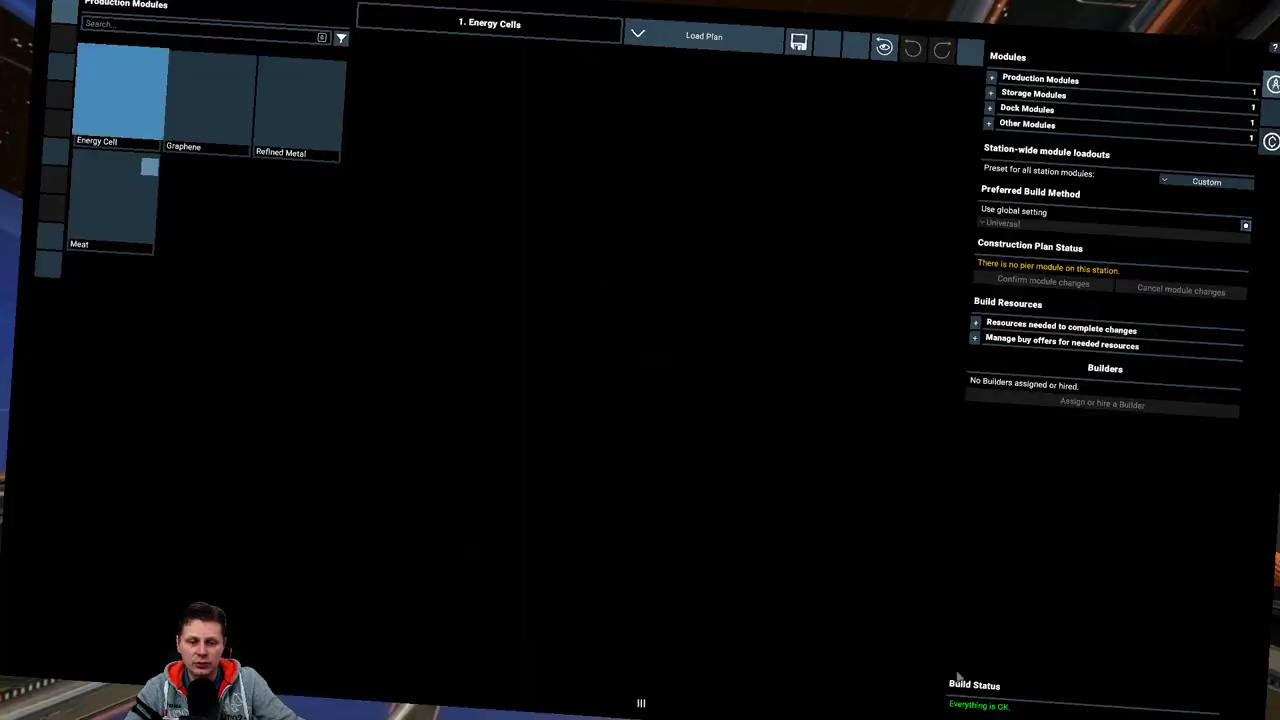 Production Modules
Search...
Energy Cell
Graphene
Refined Metal
Meat
1. Energy Cells
Load Plan
Modules
Production Modules 1
Storage Modules 1
Dock Modules 1
Other Modules 1
Station-wide module loadouts
Preset for all station modules:
Custom
Preferred Build Method
Use global setting
Universal
Construction Plan Status
There is no pier module on this station.
Confirm module changes
Cancel module changes
Build Resources
Resources needed to complete changes
Manage buy offers for needed resources
Builders
No Builders assigned or hired.
Assign or hire a Builder
Build Status
Everything is OK.
?
C